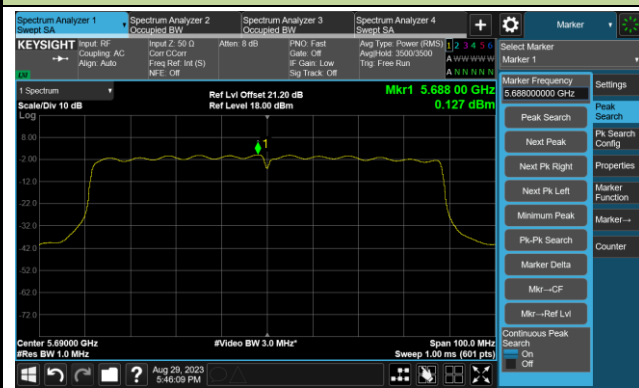 Spectrum Analyzer 1
Swept SA
Spectrum Analyzer 2
Occupied BW
Spectrum Analyzer 3
Occupied BW
Spectrum Analyzer 4
Swept SA
+
Marker
KEYSIGHT
Input: RF
Coupling: AC
Align: Auto
Input Z: 50 Ω
Corr CCorr
Freq Ref: Int (S)
NFE: Off
Atten: 8 dB
PNO: Fast
Gate: Off
IF Gain: Low
Sig Track: Off
Avg Type: Power (RMS)
Avg|Hold: 3500/3500
Trig: Free Run
1 2 3 4 5 6
A W W W W W
A N N N N N
LXI
1 Spectrum
Scale/Div 10 dB
Log
Ref Lvl Offset 21.20 dB
Ref Level 18.00 dBm
Mkr1 5.688 00 GHz
0.127 dBm
8.00
-2.00
-12.0
-22.0
-32.0
-42.0
-52.0
-62.0
-72.0
1
Center 5.69000 GHz
#Res BW 1.0 MHz
#Video BW 3.0 MHz*
Span 100.0 MHz
Sweep 1.00 ms (601 pts)
Select Marker
Marker 1
Marker Frequency
5.688000000 GHz
Peak Search
Next Peak
Next Pk Right
Next Pk Left
Minimum Peak
Pk-Pk Search
Marker Delta
Mkr→CF
Mkr→Ref Lvl
Continuous Peak
Search
On
Off
Settings
Peak
Search
Pk Search
Config
Properties
Marker
Function
Marker→
Counter
?
Aug 29, 2023
5:46:09 PM